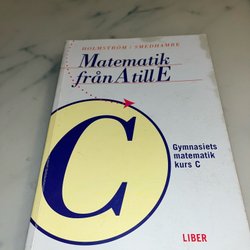 HOLMSTRÖM / SMEDHAMRE
Matematik
från A till E
C
Gymnasiets
matematik
kurs C
LIBER